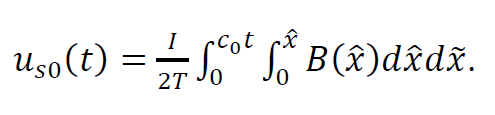 u_{s0}(t) = \frac{I}{2T} \int_0^{c_0 t} \int_0^{\hat{x}} B(\hat{x}) d\hat{x} d\tilde{x}.